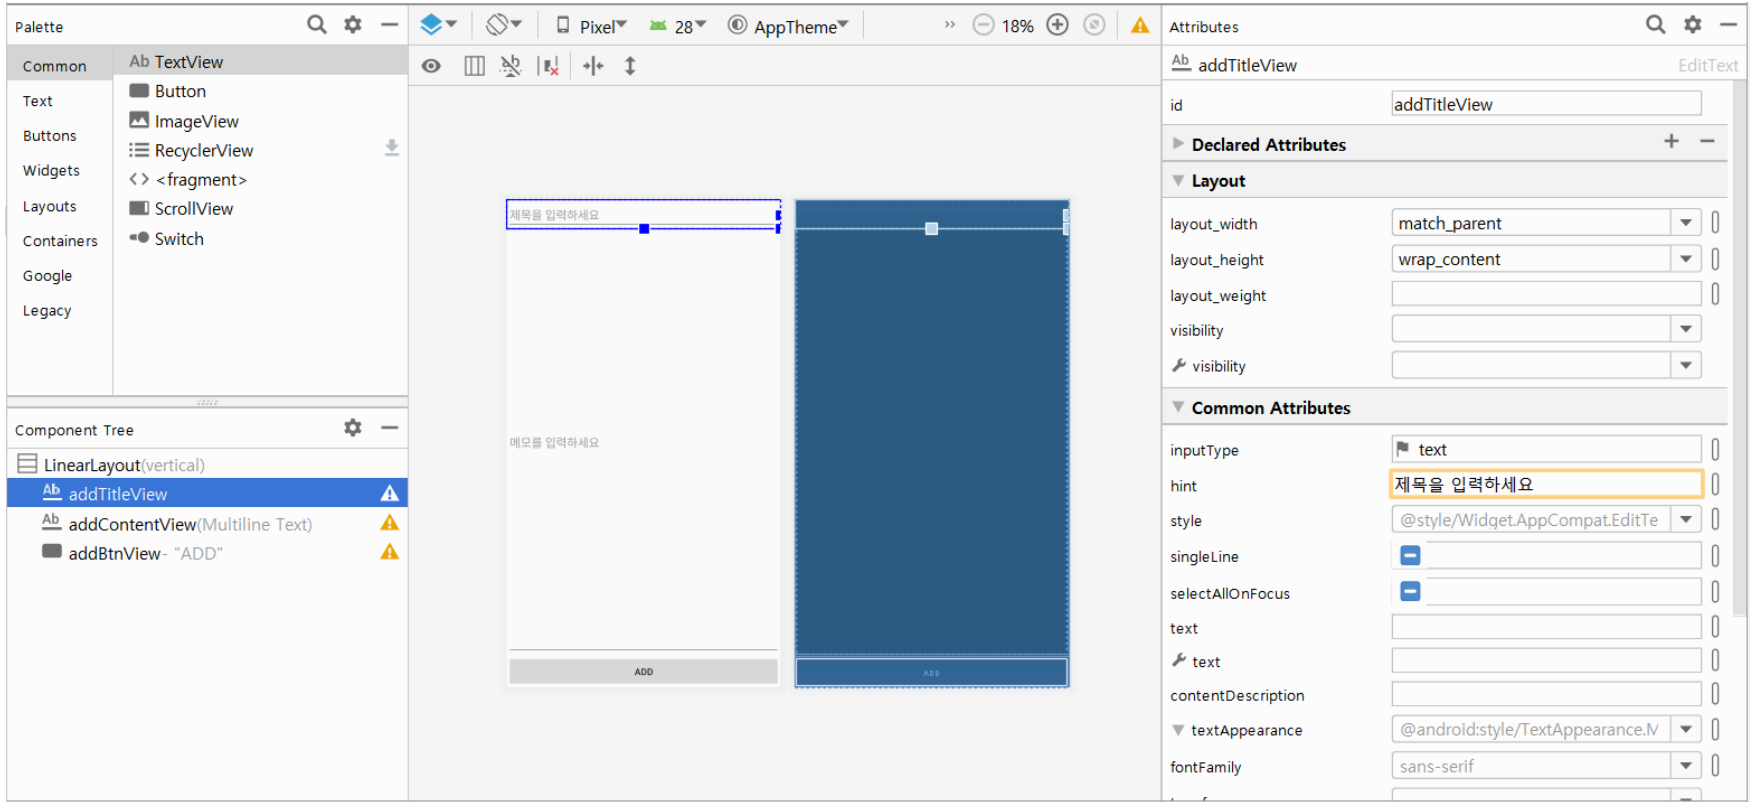 Palette
Common
Text
Buttons
Widgets
Layouts
Containers
Google
Legacy
Ab TextView
Button
ImageView
RecyclerView
<fragment>
ScrollView
Switch
Component Tree
LinearLayout(vertical)
Ab addTitleView
Ab addContentView(Multiline Text)
addBtnView- "ADD"
Pixel
28
AppTheme
18%
제목을 입력하세요
메모를 입력하세요
ADD
ADD
Attributes
Ab addTitleView EditText
id addTitleView
Declared Attributes
Layout
layout_width match_parent
layout_height wrap_content
layout_weight
visibility
visibility
Common Attributes
inputType text
hint 제목을 입력하세요
style @style/Widget.AppCompat.EditTe
singleLine
selectAllOnFocus
text
text
contentDescription
textAppearance @android:style/TextAppearance.M
fontFamily sans-serif